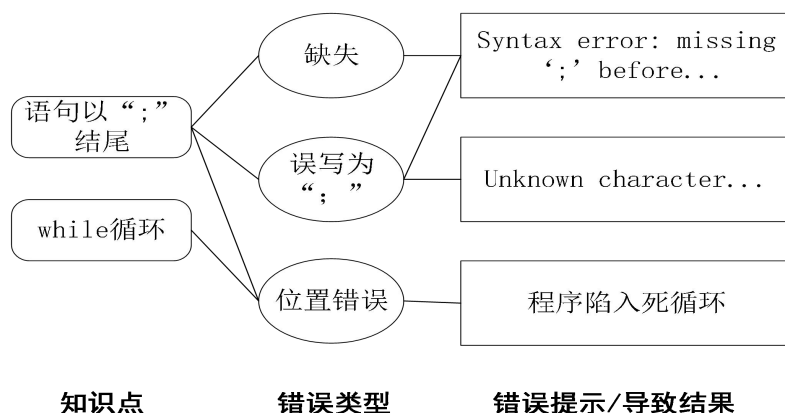 缺失
Syntax error: missing
‘;’ before...
语句以“;”
结尾
误写为
“；”
Unknown character...
while循环
位置错误
程序陷入死循环
知识点
错误类型
错误提示/导致结果